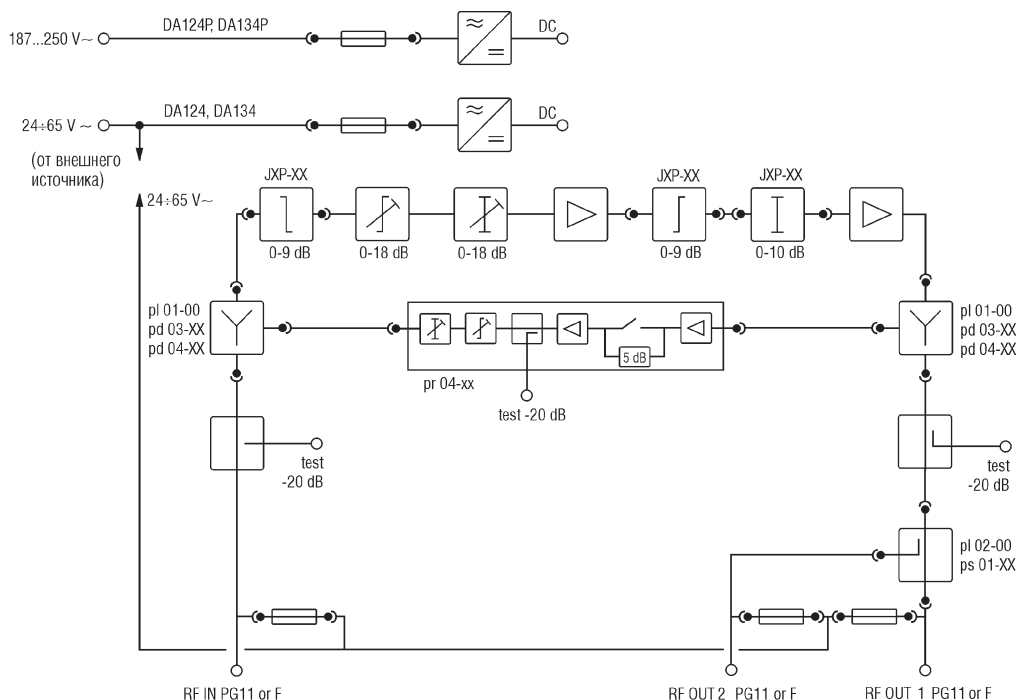 187...250 V~
DA124P, DA134P
DC
24÷65 V ~
DA124, DA134
DC
(от внешнего
источника)
24÷65 V~
JXP-XX
0-9 dB
0-18 dB
0-18 dB
JXP-XX
0-9 dB
JXP-XX
0-10 dB
pl 01-00
pd 03-XX
pd 04-XX
5 dB
pr 04-xx
test -20 dB
pl 01-00
pd 03-XX
pd 04-XX
test
-20 dB
test
-20 dB
pl 02-00
ps 01-XX
RF IN PG11 or F
RF OUT 2 PG11 or F
RF OUT 1 PG11 or F